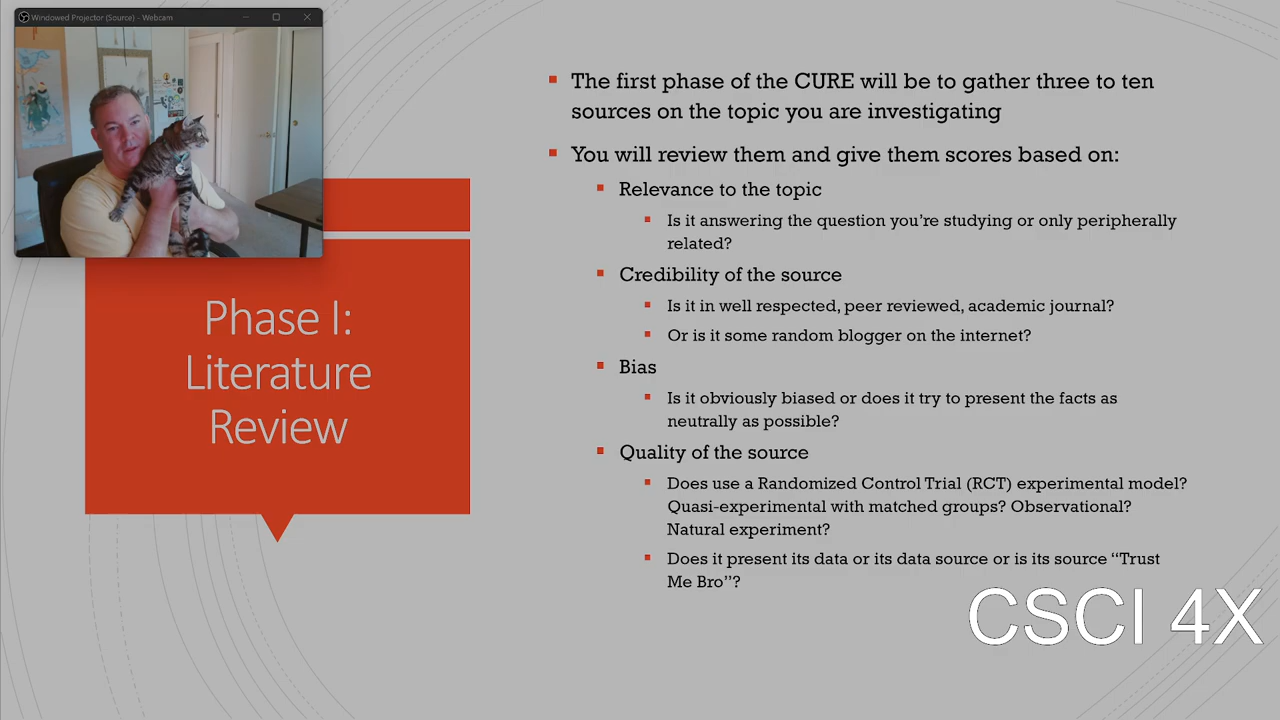 Windowed Projector (Source) - Webcam
The first phase of the CURE will be to gather three to ten
sources on the topic you are investigating
You will review them and give them scores based on:
Relevance to the topic
Is it answering the question you're studying or only peripherally
related?
Credibility of the source
Is it in well respected, peer reviewed, academic journal?
Or is it some random blogger on the internet?
Bias
Is it obviously biased or does it try to present the facts as
neutrally as possible?
Quality of the source
Does use a Randomized Control Trial (RCT) experimental model?
Quasi-experimental with matched groups? Observational?
Natural experiment?
Does it present its data or its data source or is its source “Trust
Me Bro”?
Phase I:
Literature
Review
CSCI 4X